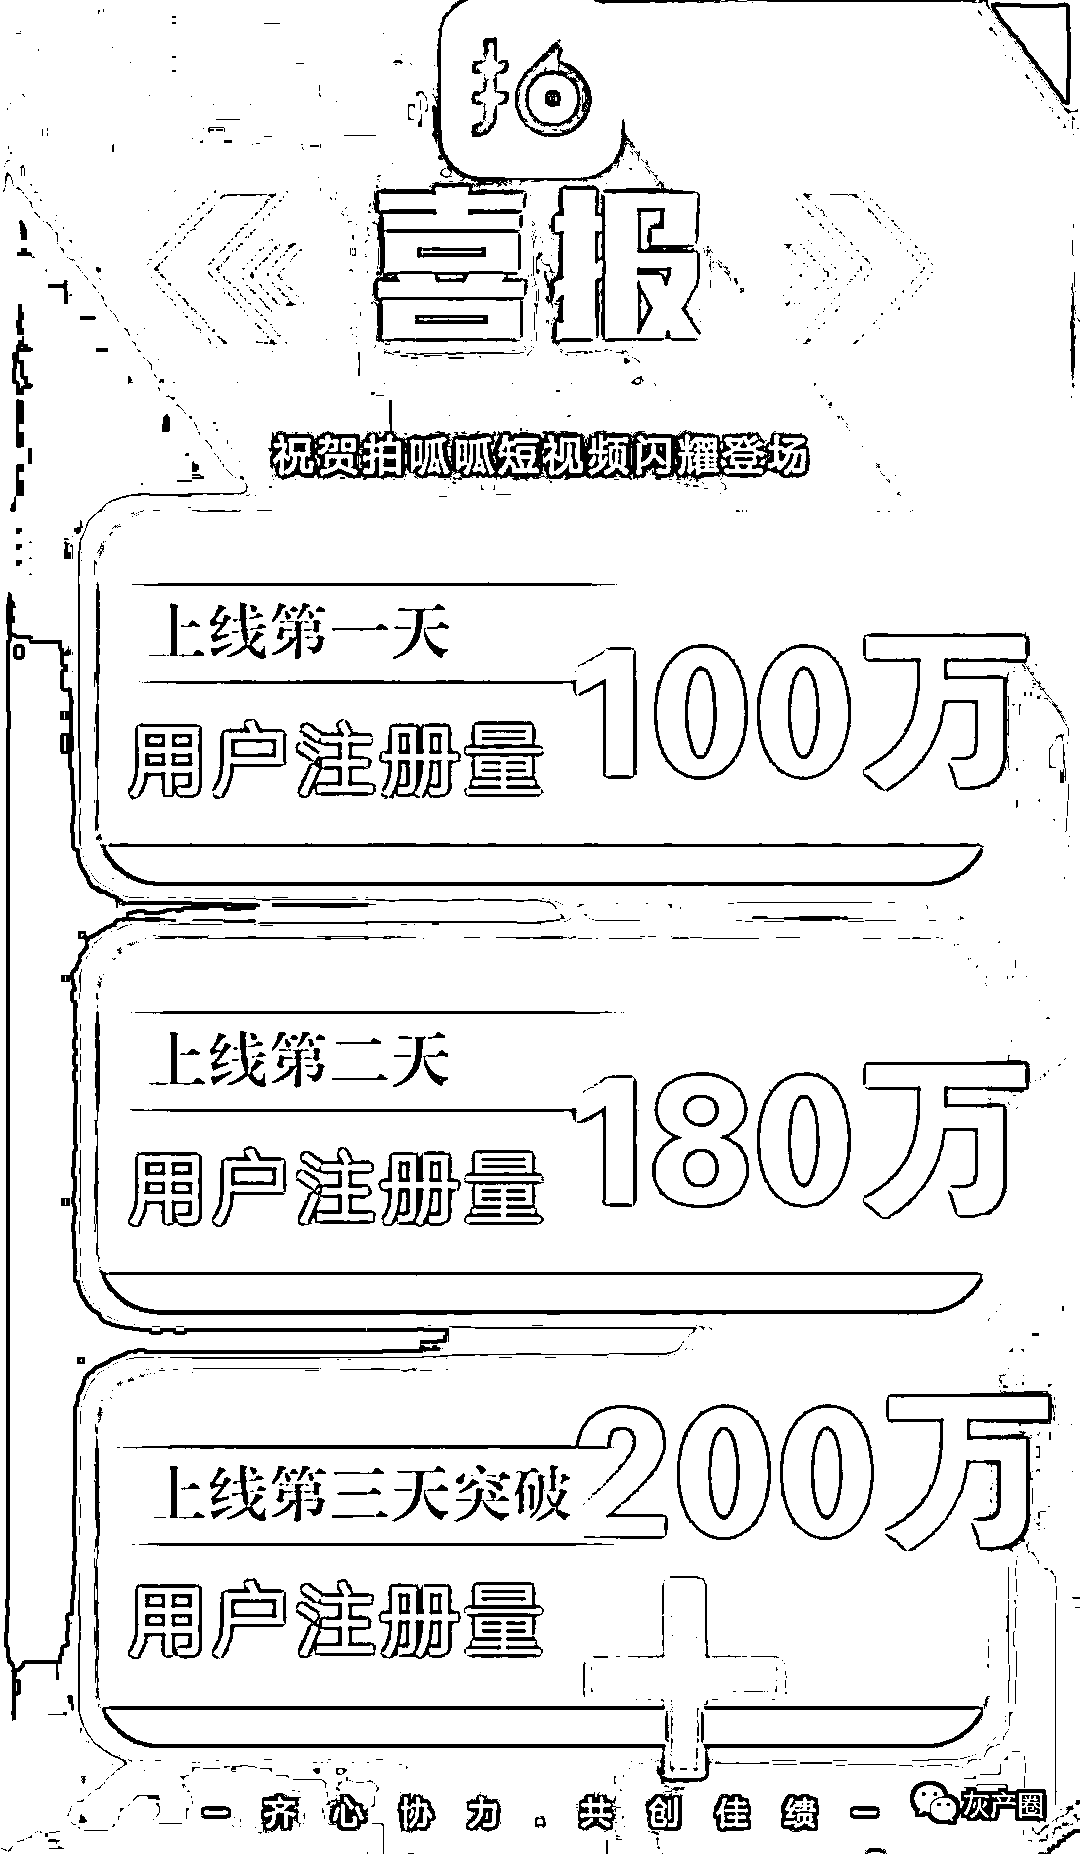 拍
喜报
祝贺拍呱呱短视频闪耀登场
上线第一天
用户注册量
100万
上线第二天
用户注册量
180万
上线第三天突破
200万
用户注册量
+
一齐心协力.共创佳绩一
灰产圈